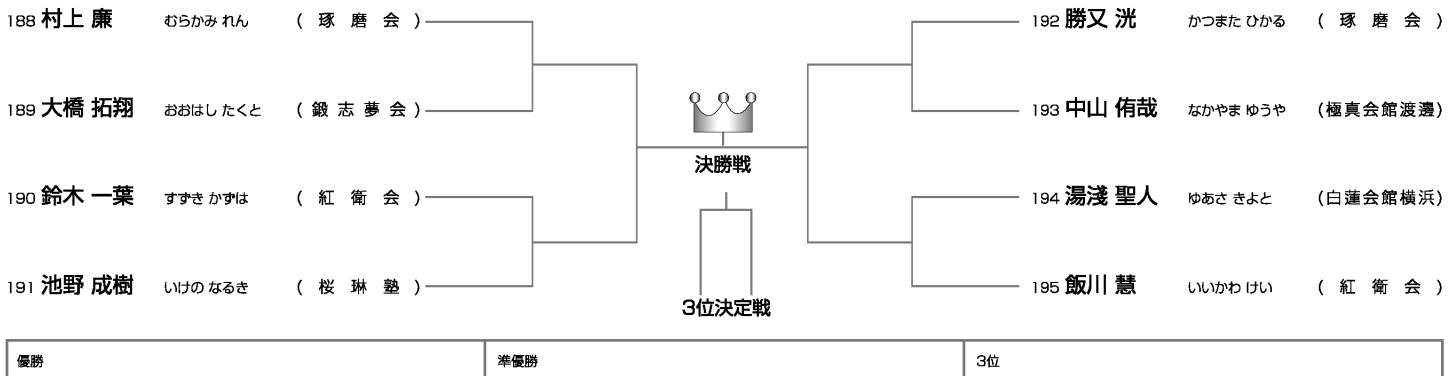 188 村上 廉 むらかみ れん ( 琢 磨 会 )
189 大橋 拓翔 おおはし たくと ( 鍛 志 夢 会 )
190 鈴木 一葉 すずき かずは ( 紅 衛 会 )
191 池野 成樹 いけの なるき ( 桜 琳 塾 )
決勝戦
3位決定戦
192 勝又 洸 かつまた ひかる ( 琢 磨 会 )
193 中山 侑哉 なかやま ゆうや (極真会館渡邊)
194 湯淺 聖人 ゆあさ きよと (白蓮会館横浜)
195 飯川 慧 いいかわ けい ( 紅 衛 会 )
優勝 準優勝 3位